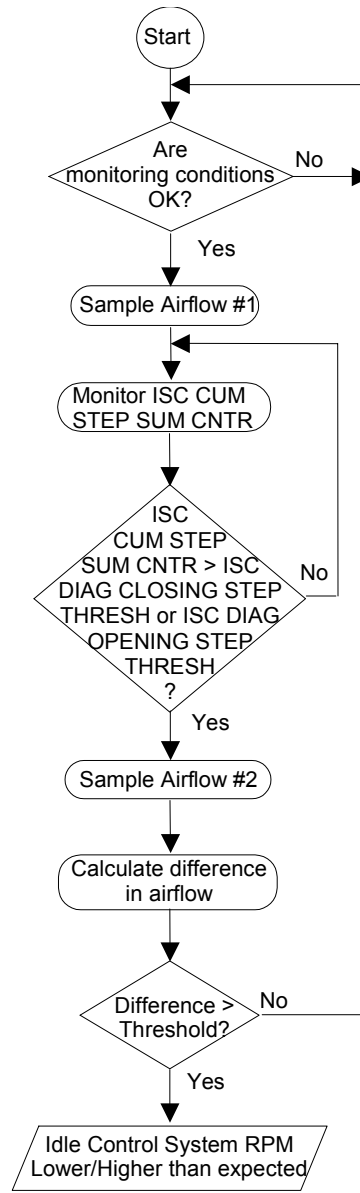 Start
Are
monitoring conditions
OK?
No
Yes
Sample Airflow #1
Monitor ISC CUM
STEP SUM CNTR
ISC
CUM STEP
SUM CNTR > ISC
DIAG CLOSING STEP
THRESH or ISC DIAG
OPENING STEP
THRESH
?
No
Yes
Sample Airflow #2
Calculate difference
in airflow
Difference >
Threshold?
No
Yes
Idle Control System RPM
Lower/Higher than expected